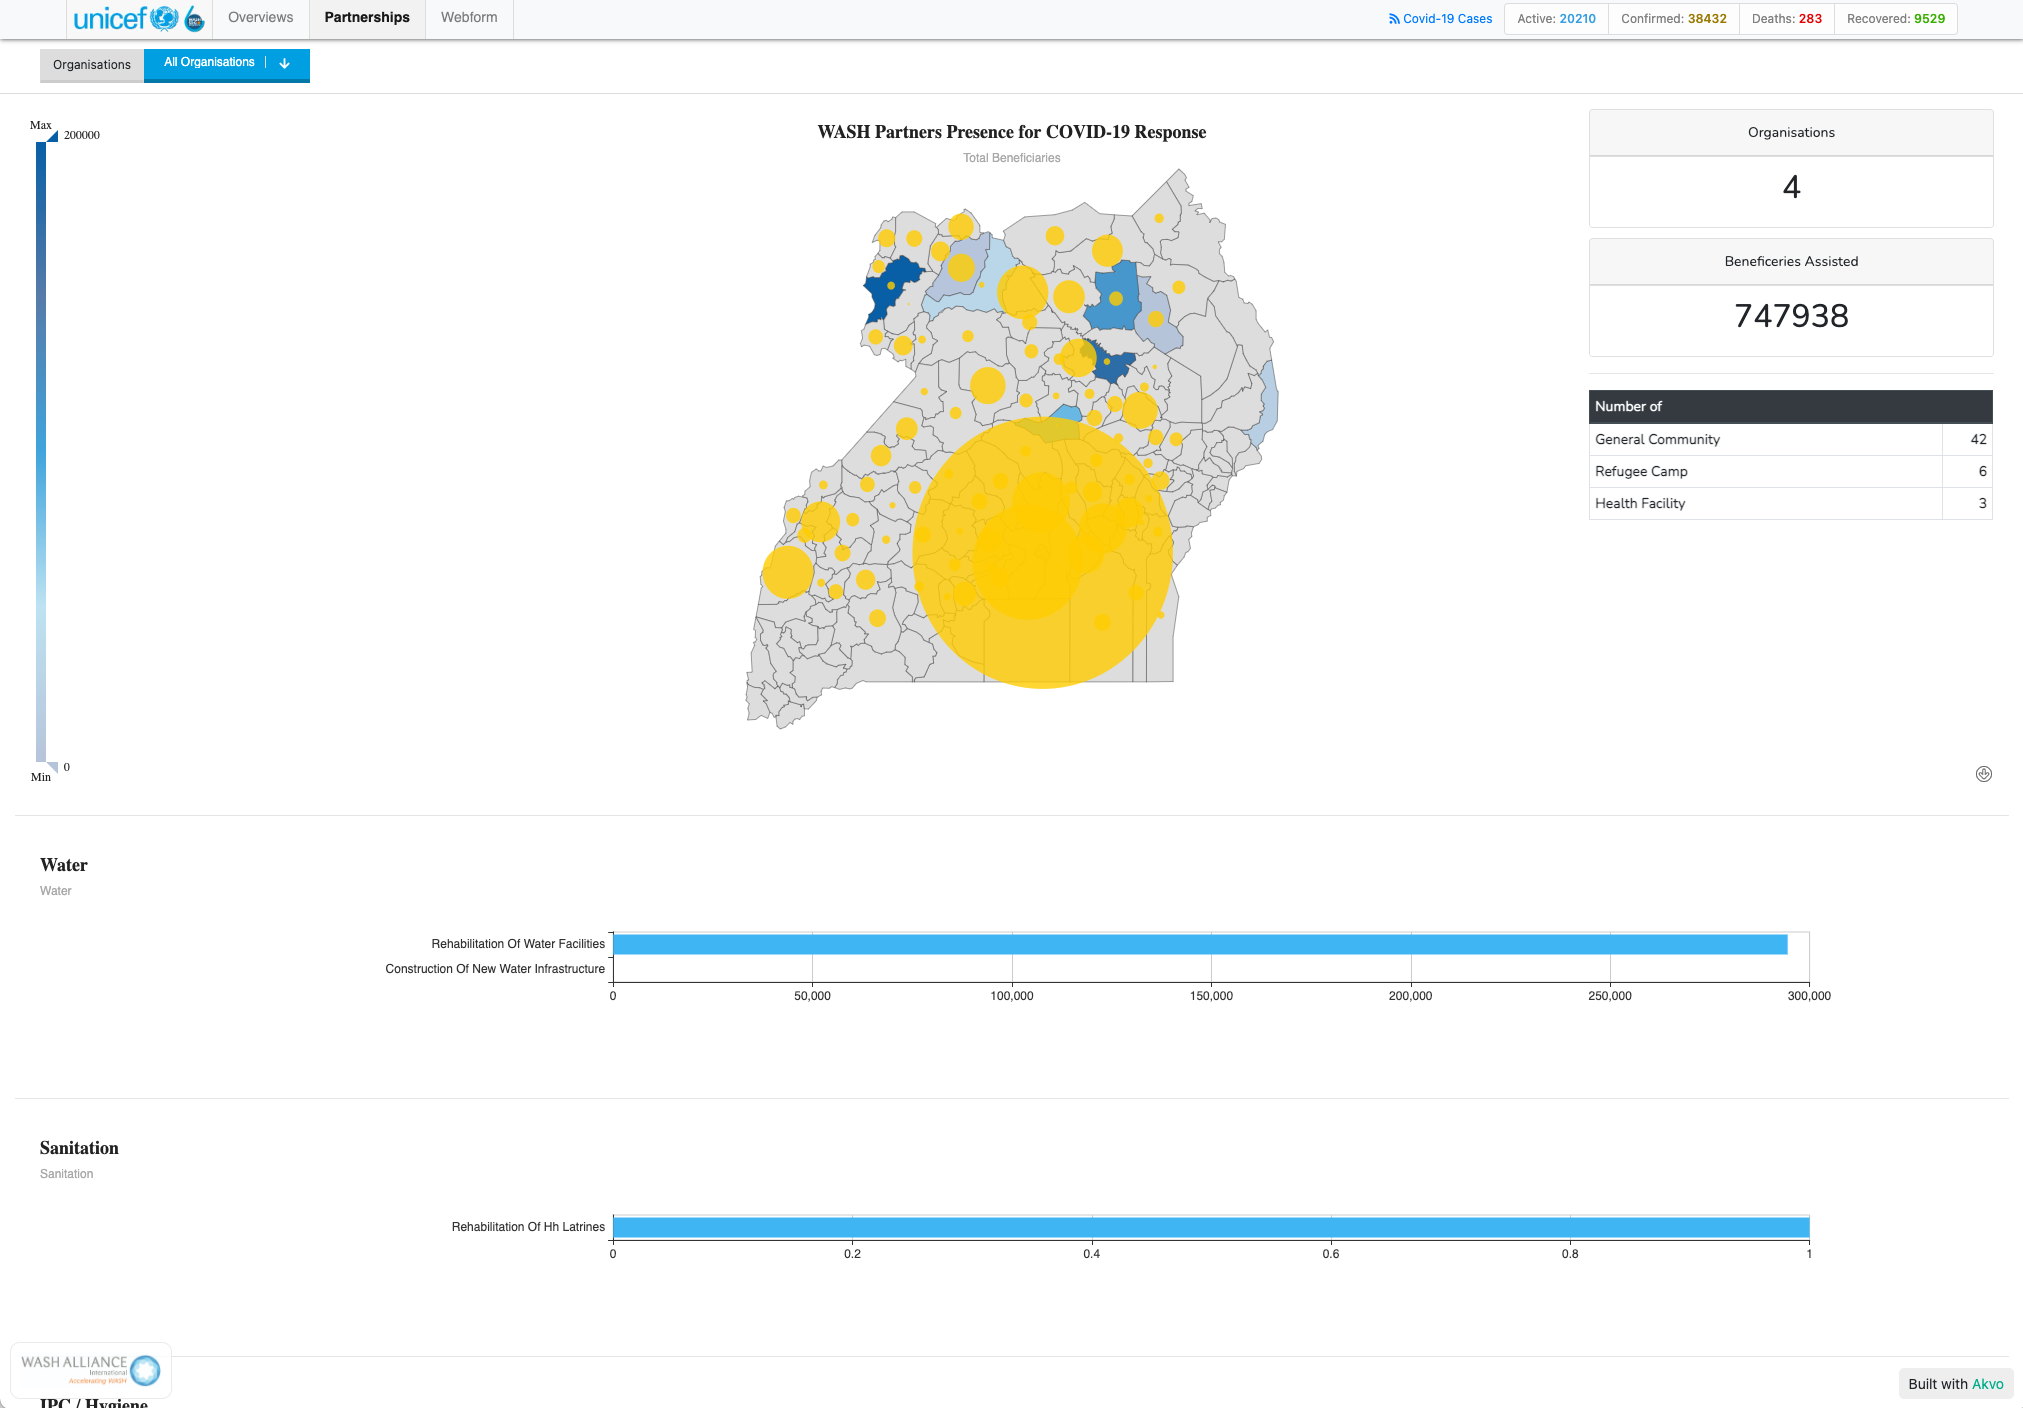 unicef
Overviews
Partnerships
Webform
Covid-19 Cases
Active: 20210
Confirmed: 38432
Deaths: 283
Recovered: 9529
Organisations
All Organisations
WASH Partners Presence for COVID-19 Response
Total Beneficiaries
Max
200000
0
Min
Organisations
4
Beneficeries Assisted
747938
Number of
General Community 42
Refugee Camp 6
Health Facility 3
Water
Water
Rehabilitation Of Water Facilities
Construction Of New Water Infrastructure
0 50,000 100,000 150,000 200,000 250,000 300,000
Sanitation
Sanitation
Rehabilitation Of Hh Latrines
0 0.2 0.4 0.6 0.8 1
WASH ALLIANCE
International
Accelerating WASH
IPC / Hygiene
Built with Akvo